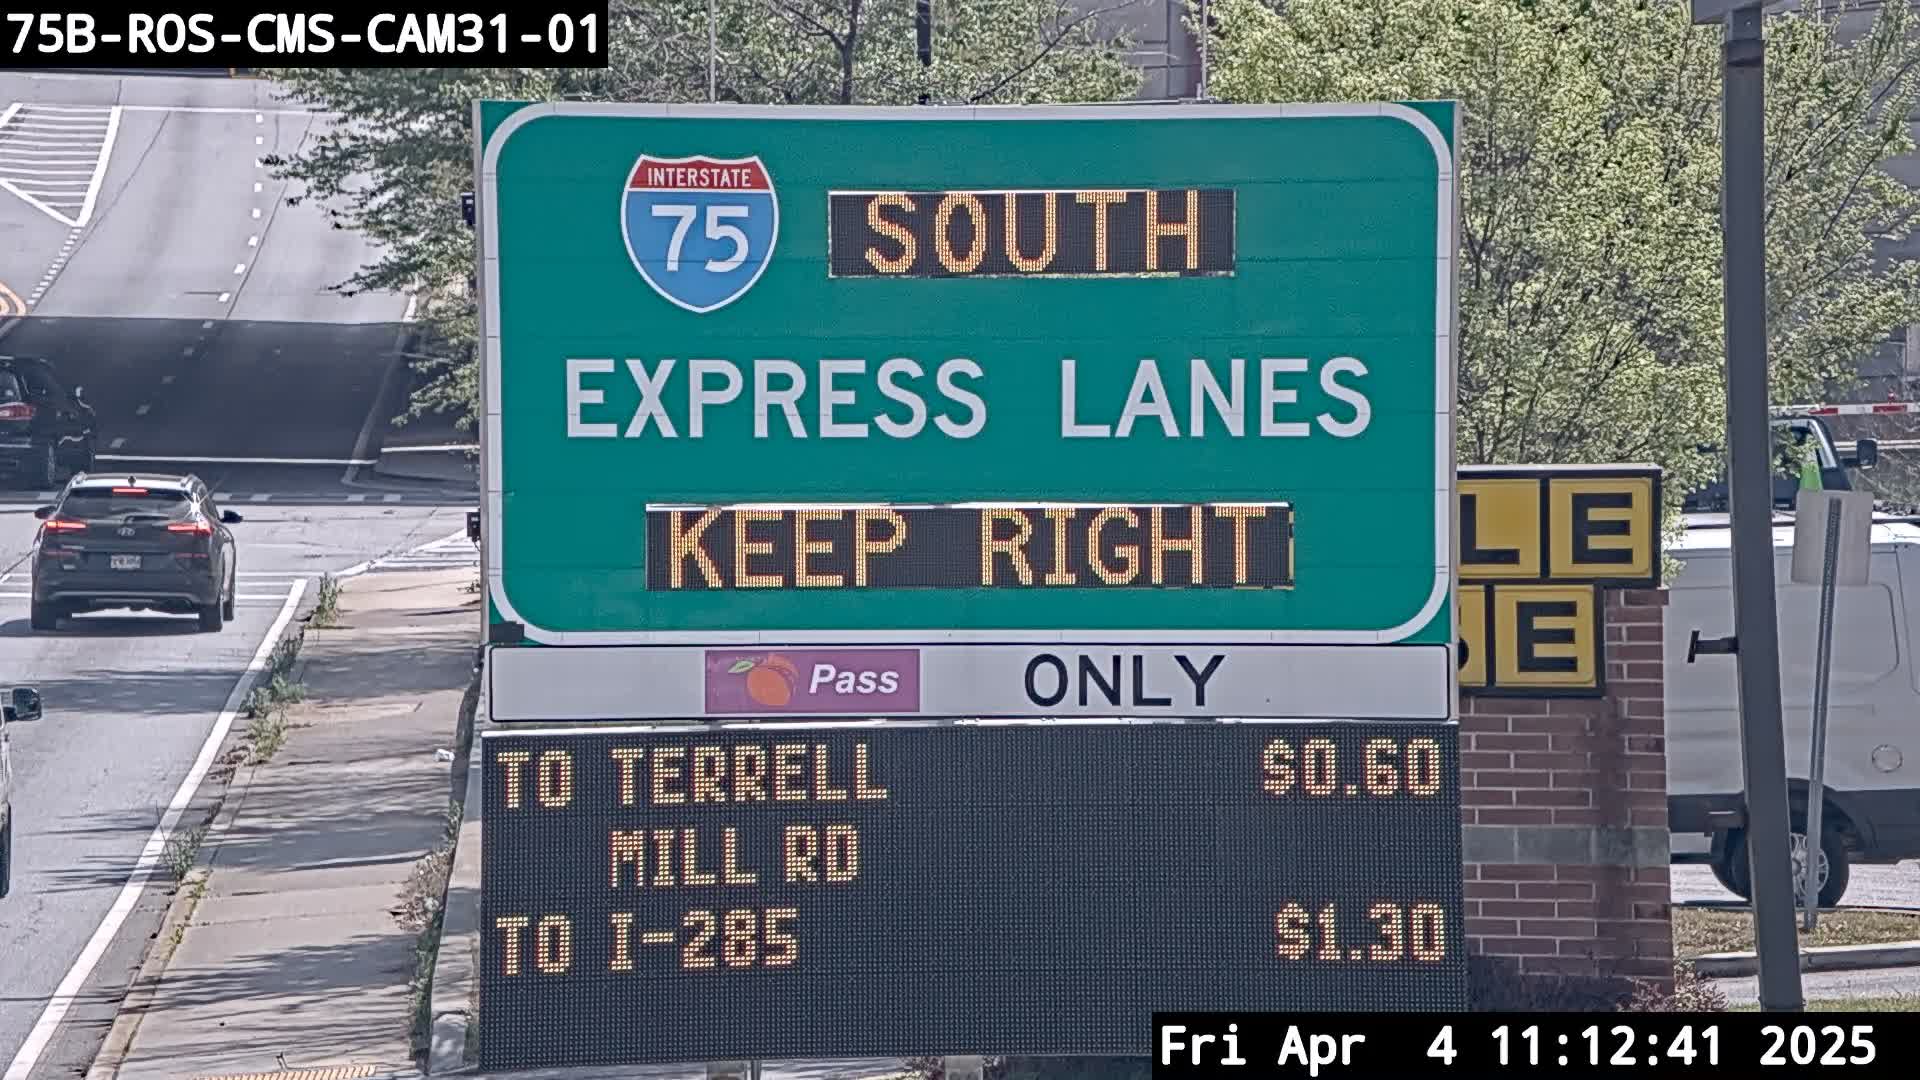 75B-ROS-CMS-CAM31-01
INTERSTATE
75
SOUTH
EXPRESS LANES
KEEP RIGHT
Pass ONLY
TO TERRELL $0.60
MILL RD
TO I-285 $1.30
LE
E
Fri Apr 4 11:12:41 2025